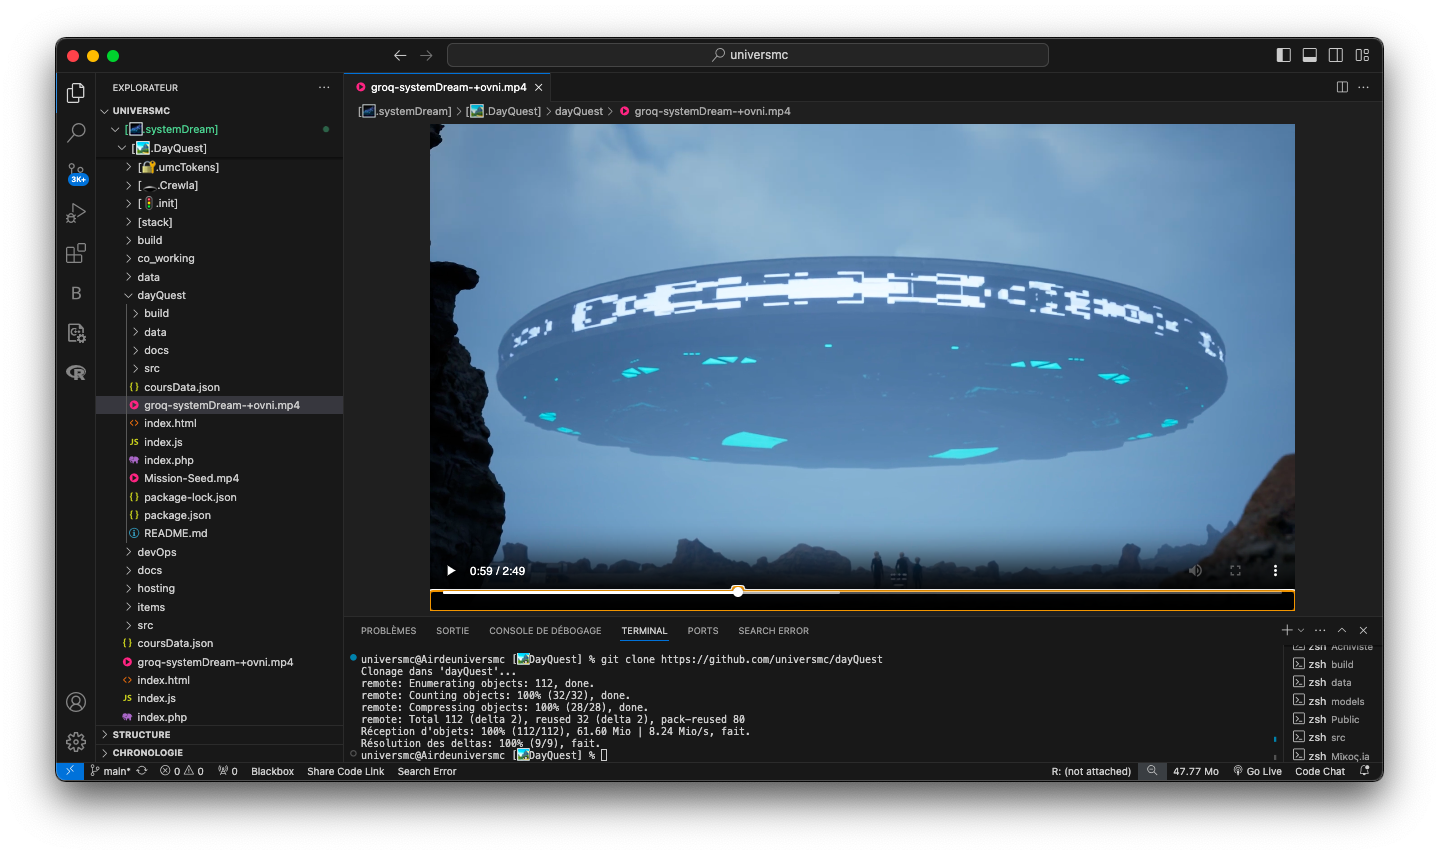 universmc
EXPLORATEUR
groq-systemDream-+ovni.mp4
UNIVERSMC
[.systemDream]
[.DayQuest]
[.umcTokens]
[.Crewla]
[.init]
[stack]
build
co_working
data
dayQuest
build
data
docs
src
{} coursData.json
groq-systemDream-+ovni.mp4
<> index.html
JS index.js
index.php
Mission-Seed.mp4
{} package-lock.json
{} package.json
README.md
devOps
docs
hosting
items
src
{} coursData.json
groq-systemDream-+ovni.mp4
<> index.html
JS index.js
index.php
STRUCTURE
CHRONOLOGIE
3K+
B
R
[.systemDream] > [.DayQuest] > dayQuest > groq-systemDream-+ovni.mp4
0:59 / 2:49
PROBLÈMES SORTIE CONSOLE DE DÉBOGAGE TERMINAL PORTS SEARCH ERROR
universmc@Airdeuniversmc [DayQuest] % git clone https://github.com/universmc/dayQuest
Clonage dans 'dayQuest'...
remote: Enumerating objects: 112, done.
remote: Counting objects: 100% (32/32), done.
remote: Compressing objects: 100% (28/28), done.
remote: Total 112 (delta 2), reused 32 (delta 2), pack-reused 80
Réception d'objets: 100% (112/112), 61.60 Mio | 8.24 Mio/s, fait.
Résolution des deltas: 100% (9/9), fait.
universmc@Airdeuniversmc [DayQuest] %
zsh Achiviste
zsh build
zsh data
zsh models
zsh Public
zsh src
zsh Μίκος.ia
main* 0 0 0 Blackbox Share Code Link Search Error
R: (not attached) 47.77 Mo Go Live Code Chat